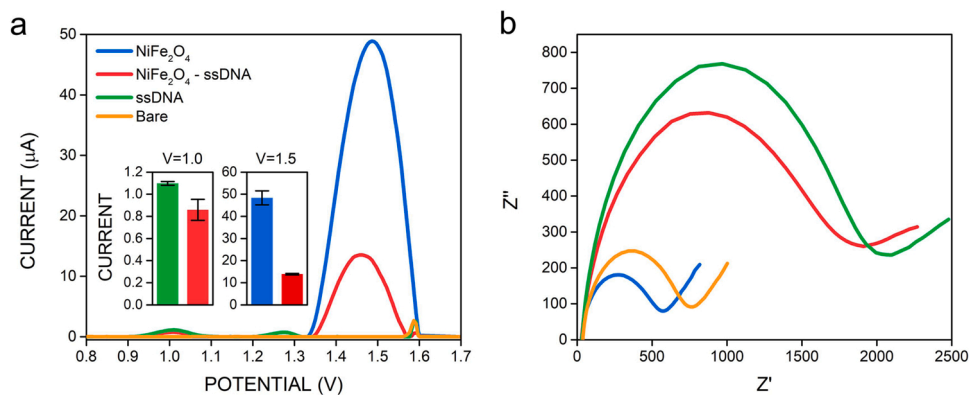 a
50
40
30
20
10
0
CURRENT (µA)
NiFe₂O₄
NiFe₂O₄ - ssDNA
ssDNA
Bare
V=1.0
1.2
1.0
0.8
0.6
0.4
0.2
0.0
CURRENT
V=1.5
60
50
40
30
20
10
0
0.8 0.9 1.0 1.1 1.2 1.3 1.4 1.5 1.6 1.7
POTENTIAL (V)
b
800
700
600
500
400
300
200
100
0
Z''
0 500 1000 1500 2000 2500
Z'